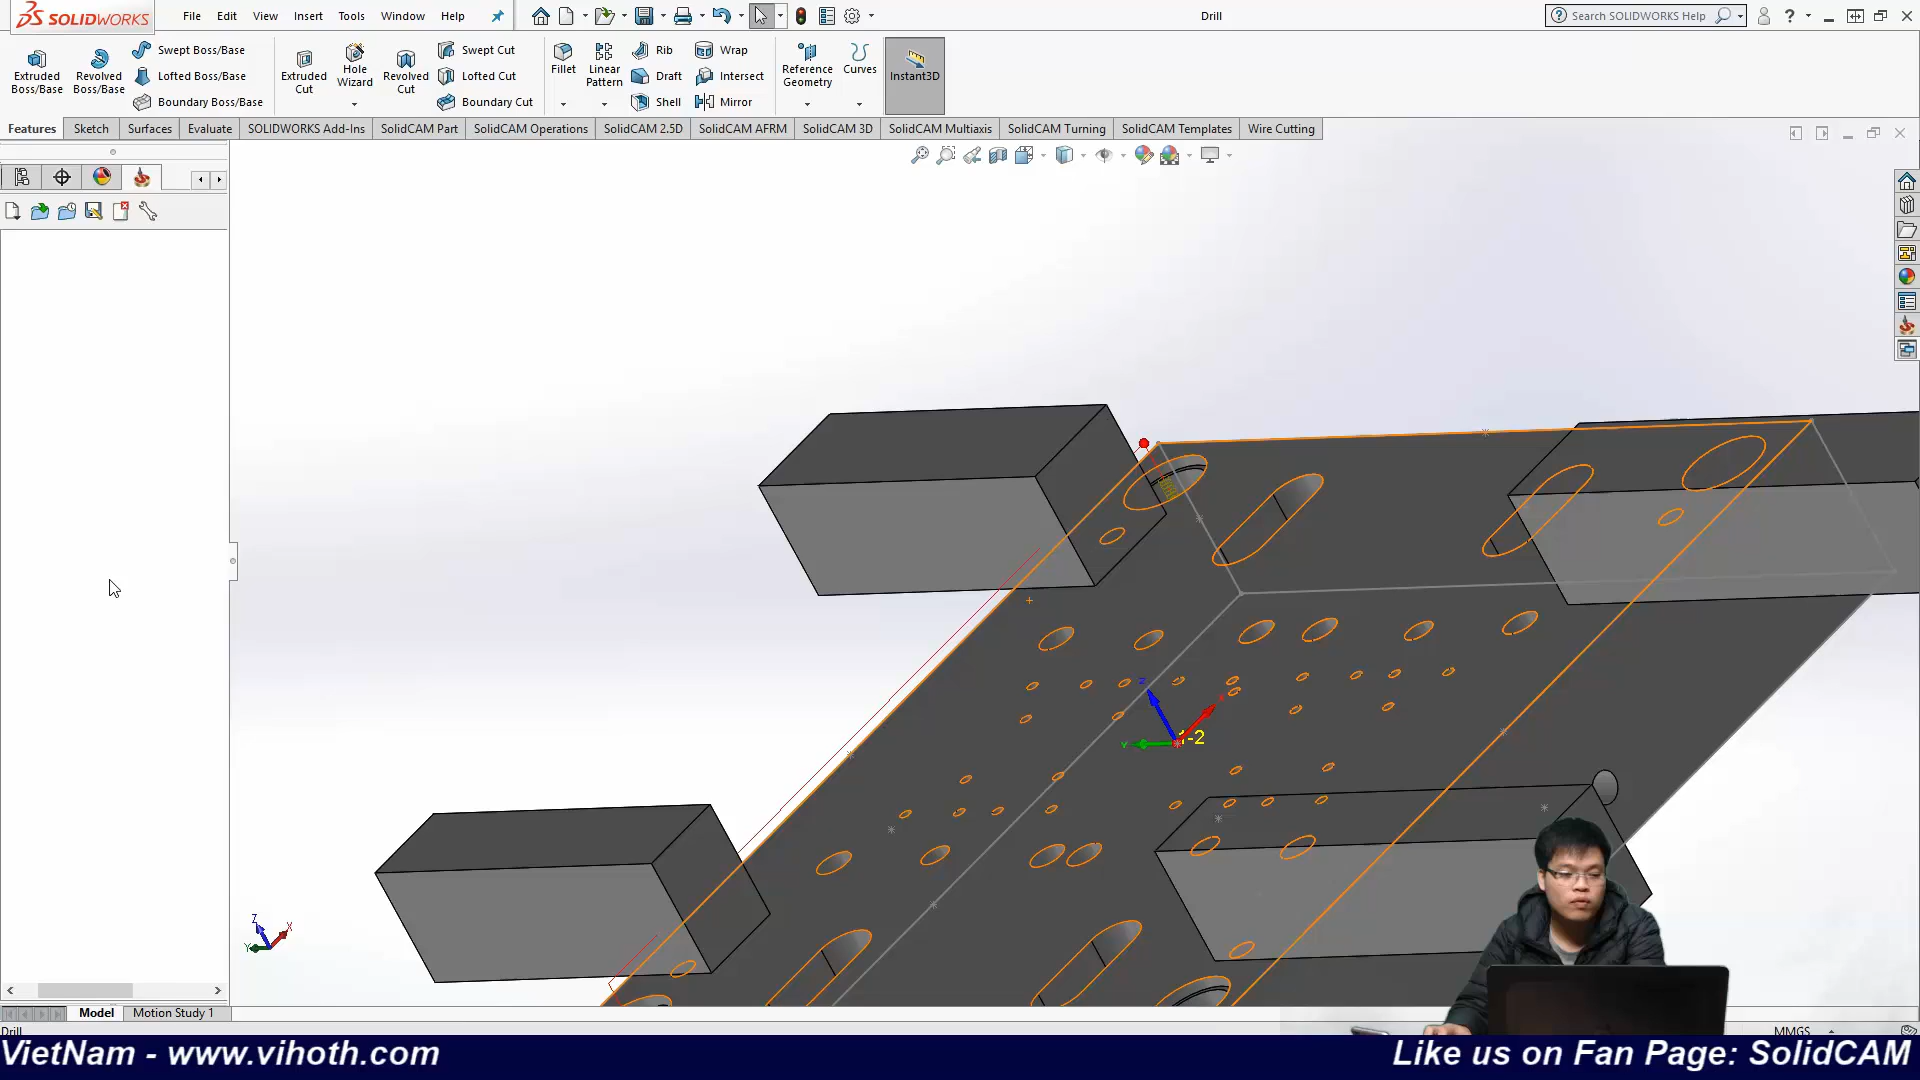 SOLIDWORKS
File Edit View Insert Tools Window Help
Drill
Search SOLIDWORKS Help
Extruded Boss/Base
Revolved Boss/Base
Swept Boss/Base
Lofted Boss/Base
Boundary Boss/Base
Extruded Cut
Hole Wizard
Revolved Cut
Swept Cut
Lofted Cut
Boundary Cut
Fillet
Linear Pattern
Rib
Draft
Shell
Wrap
Intersect
Mirror
Reference Geometry
Curves
Instant3D
Features Sketch Surfaces Evaluate SOLIDWORKS Add-Ins SolidCAM Part SolidCAM Operations SolidCAM 2.5D SolidCAM AFRM SolidCAM 3D SolidCAM Multiaxis SolidCAM Turning SolidCAM Templates Wire Cutting
Z
X
Y
1-2
Z
X
Y
Model Motion Study 1
Drill
MMGS
VietNam - www.vihoth.com
Like us on Fan Page: SolidCAM